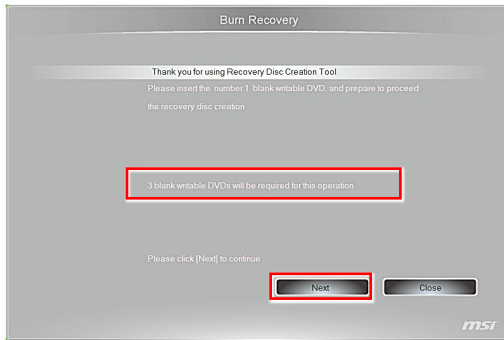 Burn Recovery
Thank you for using Recovery Disc Creation Tool
Please insert the number 1 blank writable DVD, and prepare to proceed
the recovery disc creation
3 blank writable DVDs will be required for this operation
Please click [Next] to continue
Next Close
msi